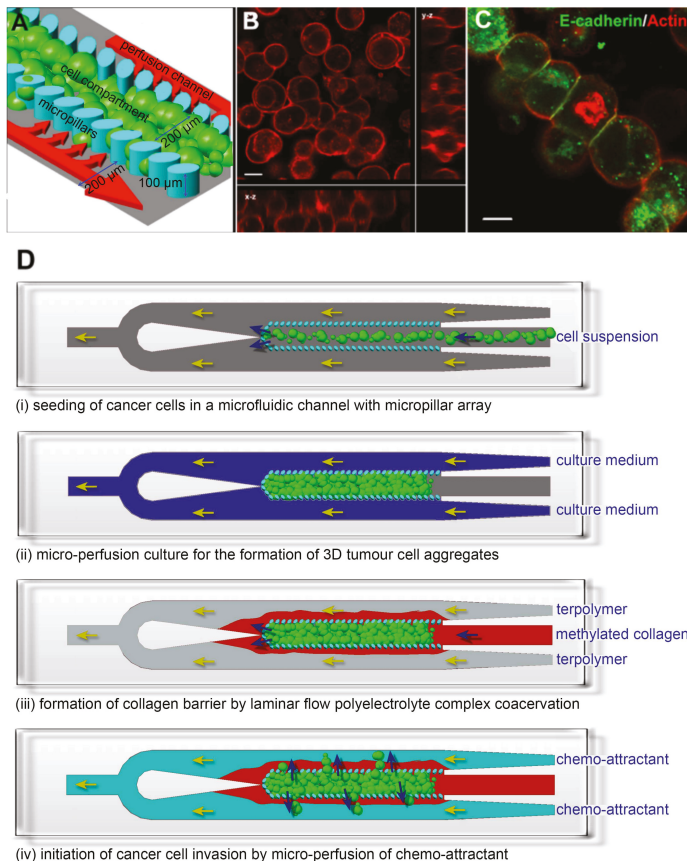 A
perfusion channel
cell compartment
micropillars
200 µm
200 µm
100 µm
B
y-z
x-z
C
E-cadherin/Actin
D
cell suspension
(i) seeding of cancer cells in a microfluidic channel with micropillar array
culture medium
culture medium
(ii) micro-perfusion culture for the formation of 3D tumour cell aggregates
terpolymer
methylated collagen
terpolymer
(iii) formation of collagen barrier by laminar flow polyelectrolyte complex coacervation
chemo-attractant
chemo-attractant
(iv) initiation of cancer cell invasion by micro-perfusion of chemo-attractant